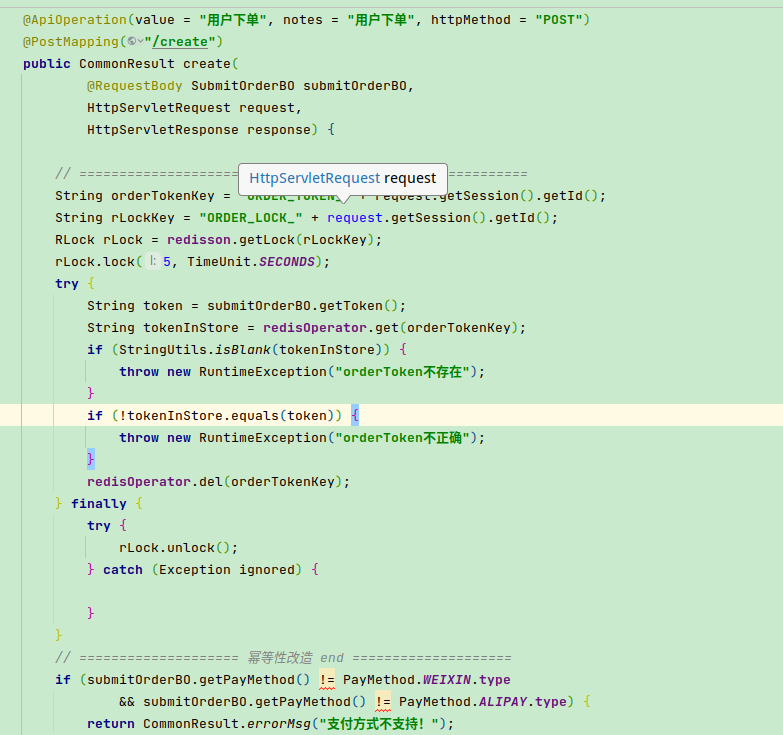 @ApiOperation(value = "用户下单", notes = "用户下单", httpMethod = "POST")
@PostMapping("/create")
public CommonResult create(
@RequestBody SubmitOrderBO submitOrderBO,
HttpServletRequest request,
HttpServletResponse response) {
// ====================
===========
HttpServletRequest request
String orderTokenKey = "ORDER_TOKEN_" + request.getSession().getId();
String rLockKey = "ORDER_LOCK_" + request.getSession().getId();
RLock rLock = redisson.getLock(rLockKey);
rLock.lock( l: 5, TimeUnit.SECONDS);
try {
String token = submitOrderBO.getToken();
String tokenInStore = redisOperator.get(orderTokenKey);
if (StringUtils.isBlank(tokenInStore)) {
throw new RuntimeException("orderToken不存在");
}
if (!tokenInStore.equals(token)) {
throw new RuntimeException("orderToken不正确");
}
redisOperator.del(orderTokenKey);
} finally {
try {
rLock.unlock();
} catch (Exception ignored) {
}
}
// ==================== 幂等性改造 end ====================
if (submitOrderBO.getPayMethod() != PayMethod.WEIXIN.type
&& submitOrderBO.getPayMethod() != PayMethod.ALIPAY.type) {
return CommonResult.errorMsg("支付方式不支持！");